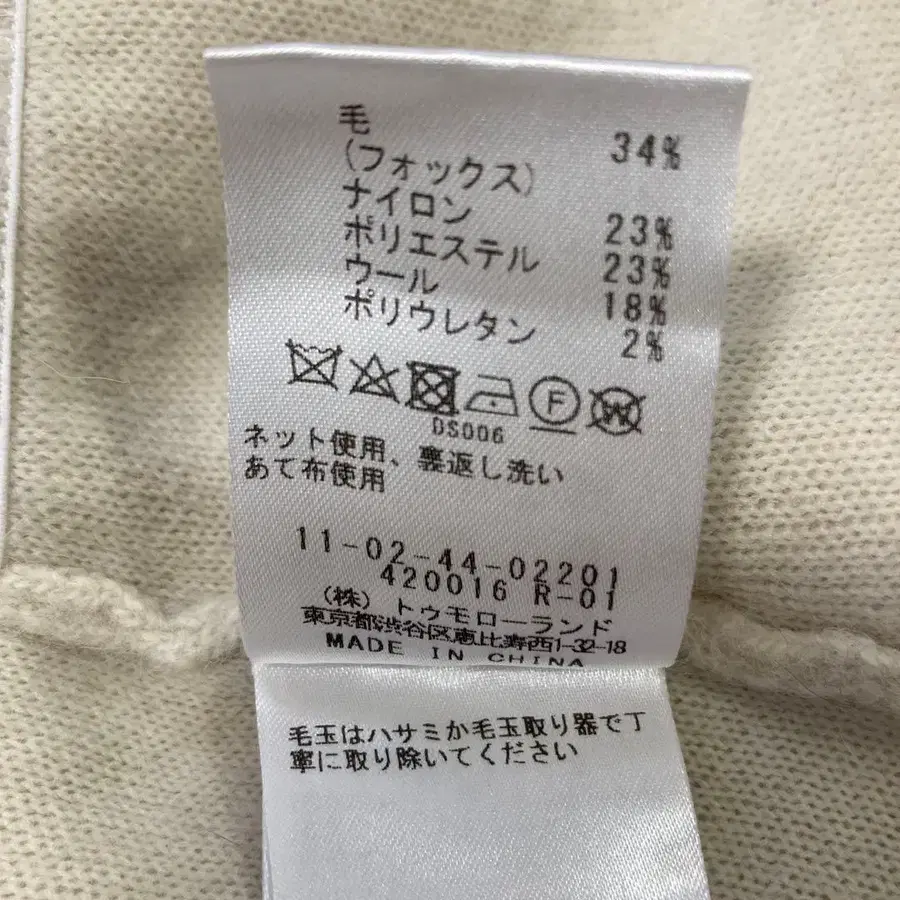 毛 34%
(フォックス)
ナイロン 23%
ポリエステル 23%
ウール 18%
ポリウレタン 2%
F W
DS006
ネット使用、裏返し洗い
あて布使用
11-02-44-02201
420016 R-01
(株) トゥモローランド
東京都渋谷区恵比寿西1-32-18
MADE IN CHINA
毛玉はハサミか毛玉取り器で丁
寧に取り除いてください